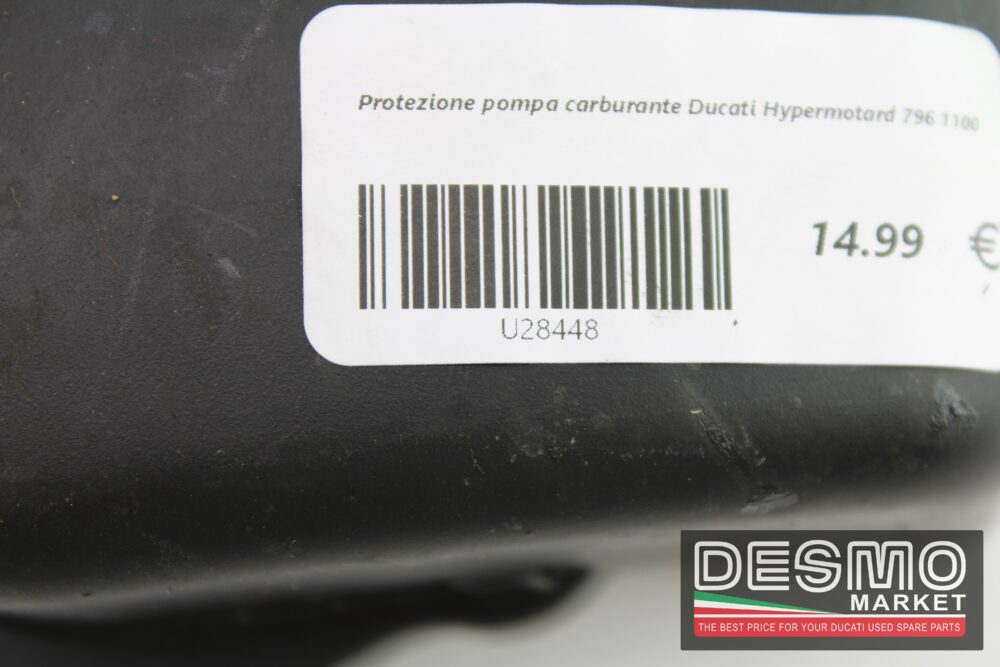 Protezione pompa carburante Ducati Hypermotard 796 1100
14.99 €
U28448
DESMO
MARKET
THE BEST PRICE FOR YOUR DUCATI USED SPARE PARTS